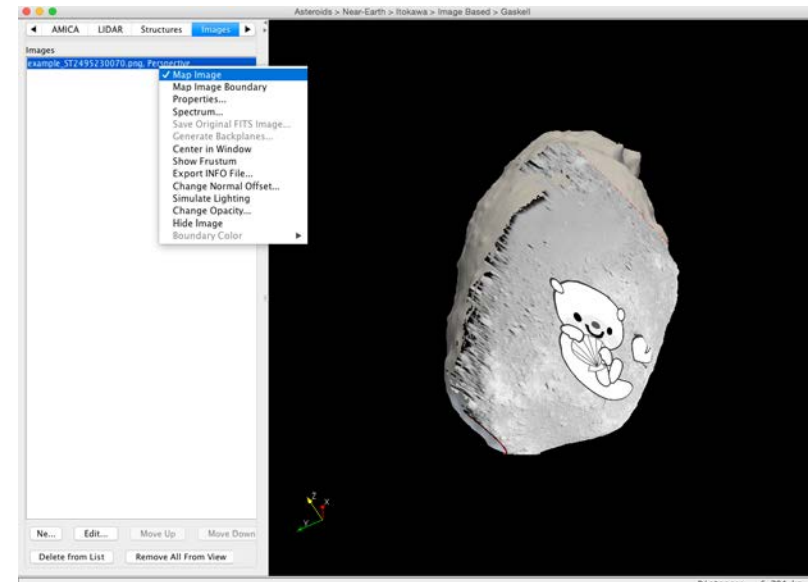 Asteroids > Near-Earth > Itokawa > Image Based > Gaskell
AMICA LIDAR Structures Images
Images
example_ST2495230070.png, Perspective
Map Image
Map Image Boundary
Properties...
Spectrum...
Save Original FITS Image...
Generate Backplanes...
Center in Window
Show Frustum
Export INFO File...
Change Normal Offset...
Simulate Lighting
Change Opacity...
Hide Image
Boundary Color
Z
X
Y
Ne... Edit... Move Up Move Down
Delete from List Remove All From View